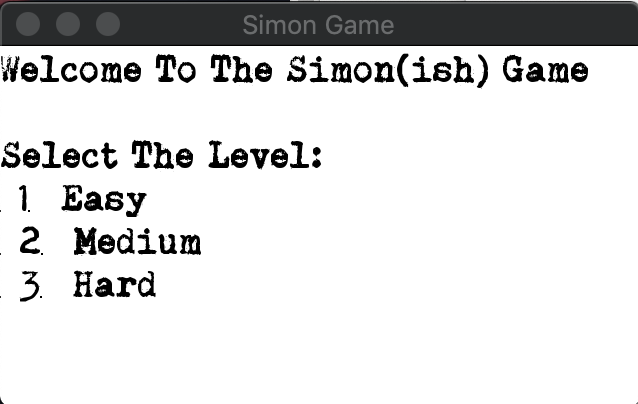 Simon Game
Welcome To The Simon(ish) Game
Select The Level:
1. Easy
2. Medium
3. Hard